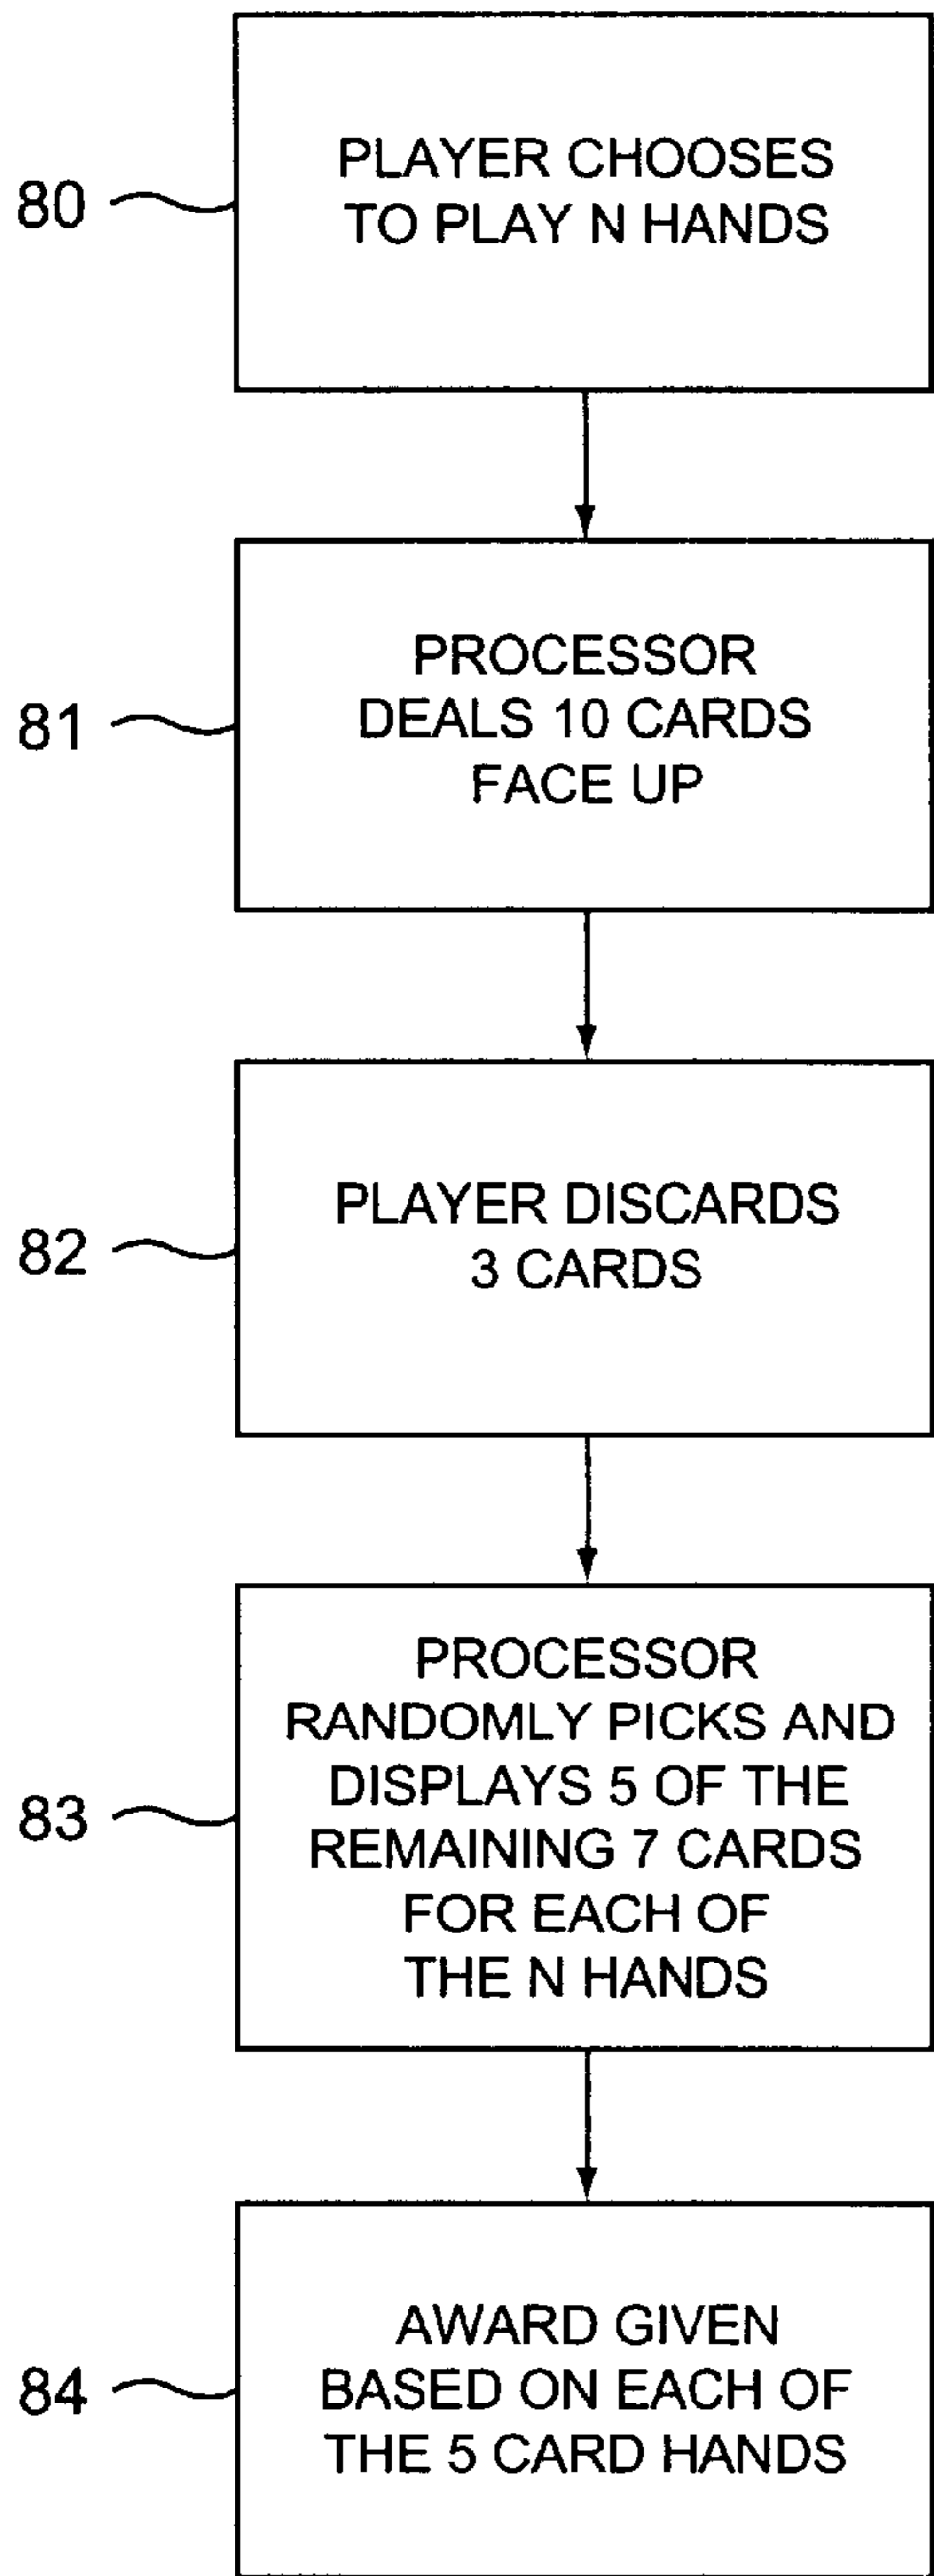 PLAYER CHOOSES
TO PLAY N HANDS
80
PROCESSOR
DEALS 10 CARDS
FACE UP
81
PLAYER DISCARDS
3 CARDS
82
PROCESSOR
RANDOMLY PICKS AND
DISPLAYS 5 OF THE
REMAINING 7 CARDS
FOR EACH OF
THE N HANDS
83
AWARD GIVEN
BASED ON EACH OF
THE 5 CARD HANDS
84